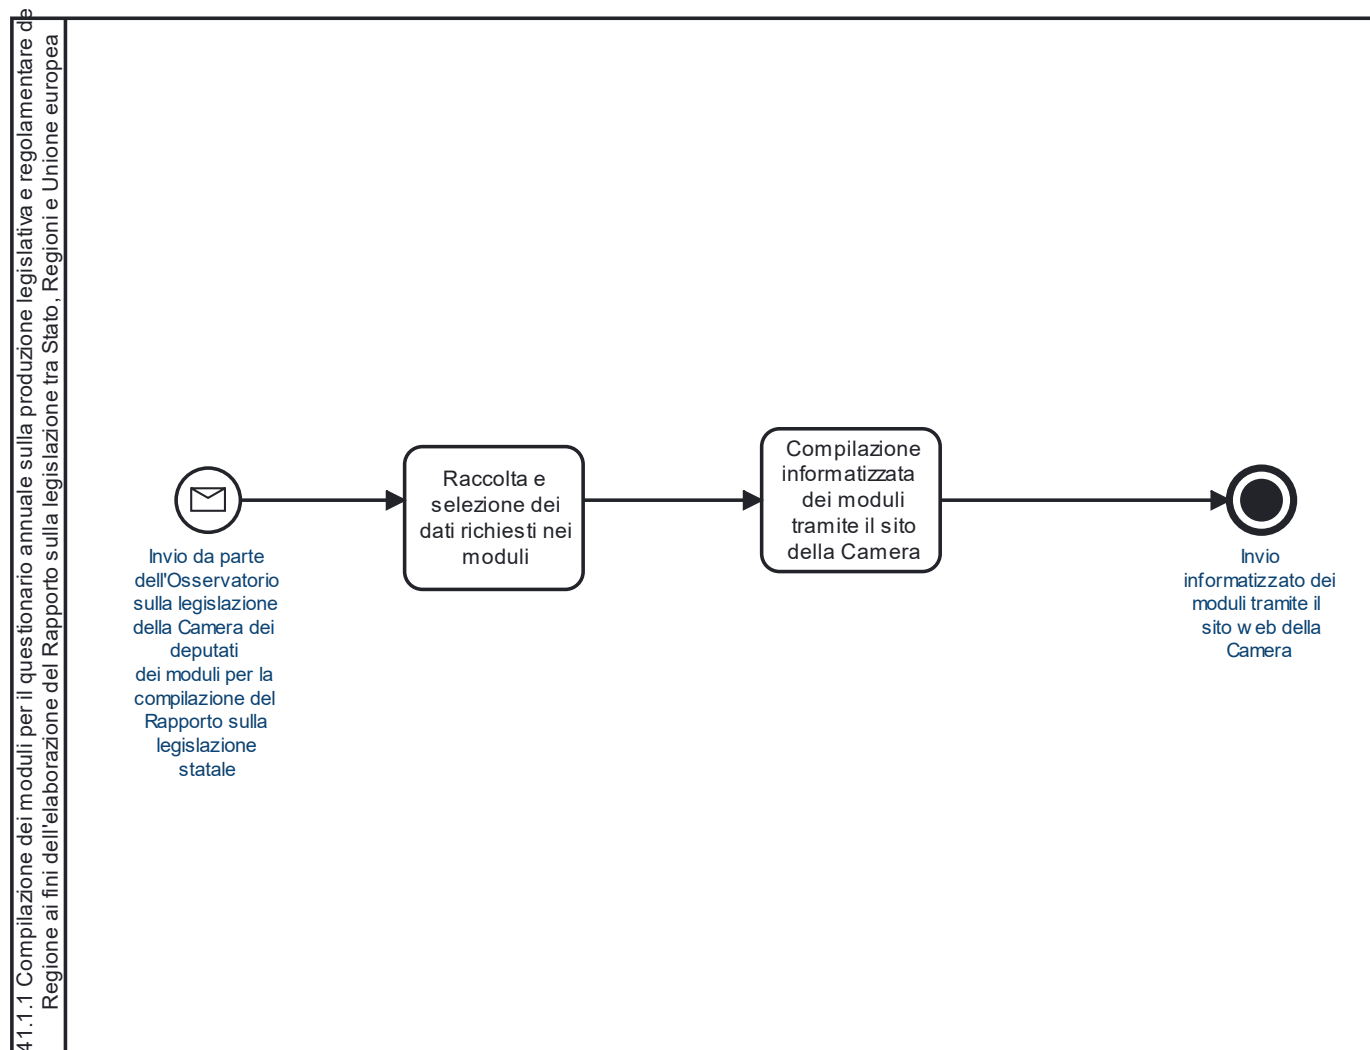 41.1.1 Compilazione dei moduli per il questionario annuale sulla produzione legislativa e regolamentare de
Regione ai fini dell'elaborazione del Rapporto sulla legislazione tra Stato, Regioni e Unione europea
Invio da parte
dell'Osservatorio
sulla legislazione
della Camera dei
deputati
dei moduli per la
compilazione del
Rapporto sulla
legislazione
statale
Raccolta e
selezione dei
dati richiesti nei
moduli
Compilazione
informatizzata
dei moduli
tramite il sito
della Camera
Invio
informatizzato dei
moduli tramite il
sito web della
Camera